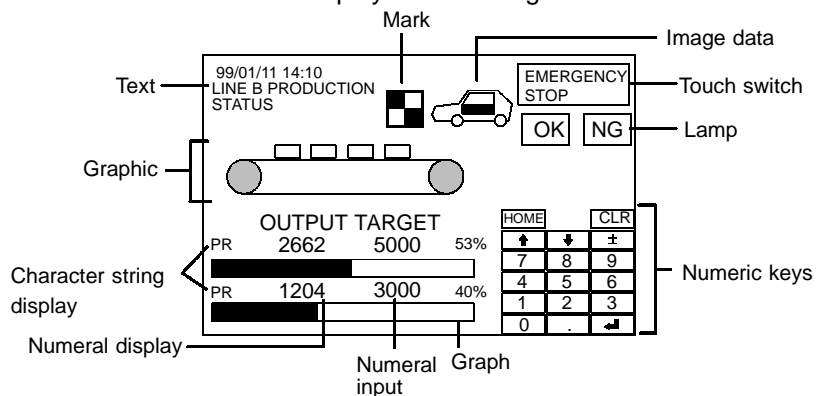 Mark
Image data
Text
99/01/11 14:10
LINE B PRODUCTION
STATUS
EMERGENCY
STOP
Touch switch
OK NG
Lamp
Graphic
OUTPUT TARGET
PR 2662 5000 53%
PR 1204 3000 40%
HOME CLR
±
7 8 9
4 5 6
1 2 3
0 .
Numeric keys
Character string
display
Numeral display
Numeral
input
Graph